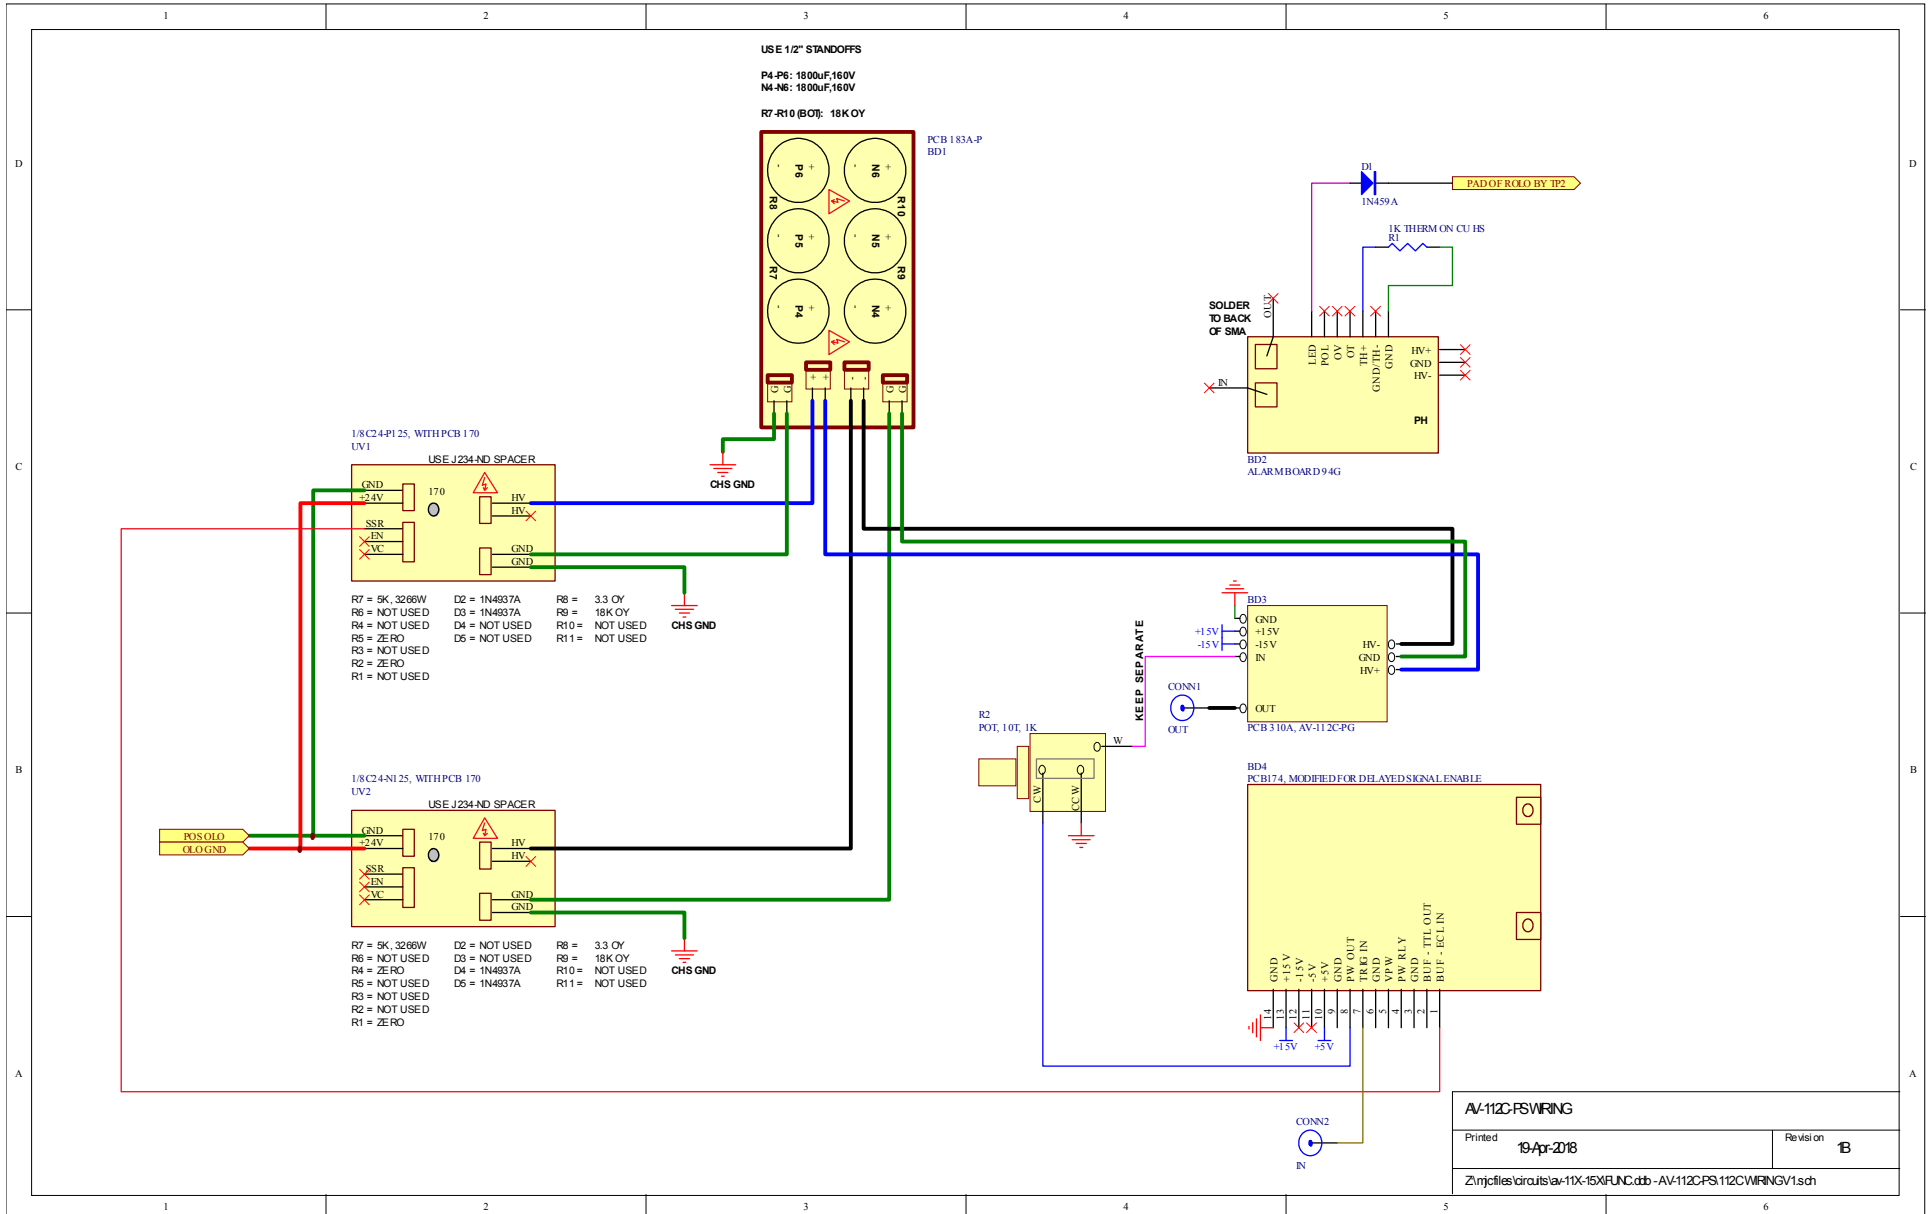 1 2 3 4 5 6
D D
C C
B B
A A
USE 1/2" STANDOFFS
P4-P6: 1800uF,160V
N4-N6: 1800uF,160V
R7-R10 (BOT): 18K OY
PCB 183A-P
BD1
P6 + -
N6 + -
R8
R10
P5 + -
N5 + -
R7
R9
P4 + -
N4 + -
G G + + - - G G
CHS GND
D1
1N459A
PAD OF ROLO BY TP2
1K THERM ON CU HS
R1
SOLDER
TO BACK
OF SMA
OUT
IN
LED
POL
OV
OT
TH+
GND/TH-
GND
HV+
GND
HV-
PH
BD2
ALARM BOARD 94G
1/8C24-P125, WITH PCB 170
UV1
USE J234-ND SPACER
GND
+24V
SSR
EN
VC
170
HV
HV
GND
GND
CHS GND
R7 = 5K, 3266W
R6 = NOT USED
R4 = NOT USED
R5 = ZERO
R3 = NOT USED
R2 = ZERO
R1 = NOT USED
D2 = 1N4937A
D3 = 1N4937A
D4 = NOT USED
D5 = NOT USED
R8 = 3.3 OY
R9 = 18K OY
R10 = NOT USED
R11 = NOT USED
1/8C24-N125, WITH PCB 170
UV2
USE J234-ND SPACER
POS OLO
OLO GND
GND
+24V
SSR
EN
VC
170
HV
HV
GND
GND
CHS GND
R7 = 5K, 3266W
R6 = NOT USED
R4 = ZERO
R5 = NOT USED
R3 = NOT USED
R2 = NOT USED
R1 = ZERO
D2 = NOT USED
D3 = NOT USED
D4 = 1N4937A
D5 = 1N4937A
R8 = 3.3 OY
R9 = 18K OY
R10 = NOT USED
R11 = NOT USED
BD3
GND
+15V +15V
-15V -15V
IN
OUT
HV-
GND
HV+
PCB 310A, AV-112C-PG
KEEP SEPARATE
CONN1
OUT
R2
POT, 10T, 1K
W
CW
CCW
BD4
PCB174, MODIFIED FOR DELAYED SIGNAL ENABLE
GND 14
+15V 13
-15V 12
-5V 11
+5V 10
GND 9
PW OUT 8
TRIG IN 7
GND 6
VPW 5
PW RLY 4
GND 3
BUF - TTL OUT 2
BUF - ECL IN 1
+15V
+5V
CONN2
IN
AV-112C-PS WIRING
Printed 19-Apr-2018
Revision 1B
Z:\mjcfiles\circuits\av-11X-15X\FUNC.ddb - AV-112C-PS\112CWIRINGV1.sch
1 2 3 4 5 6